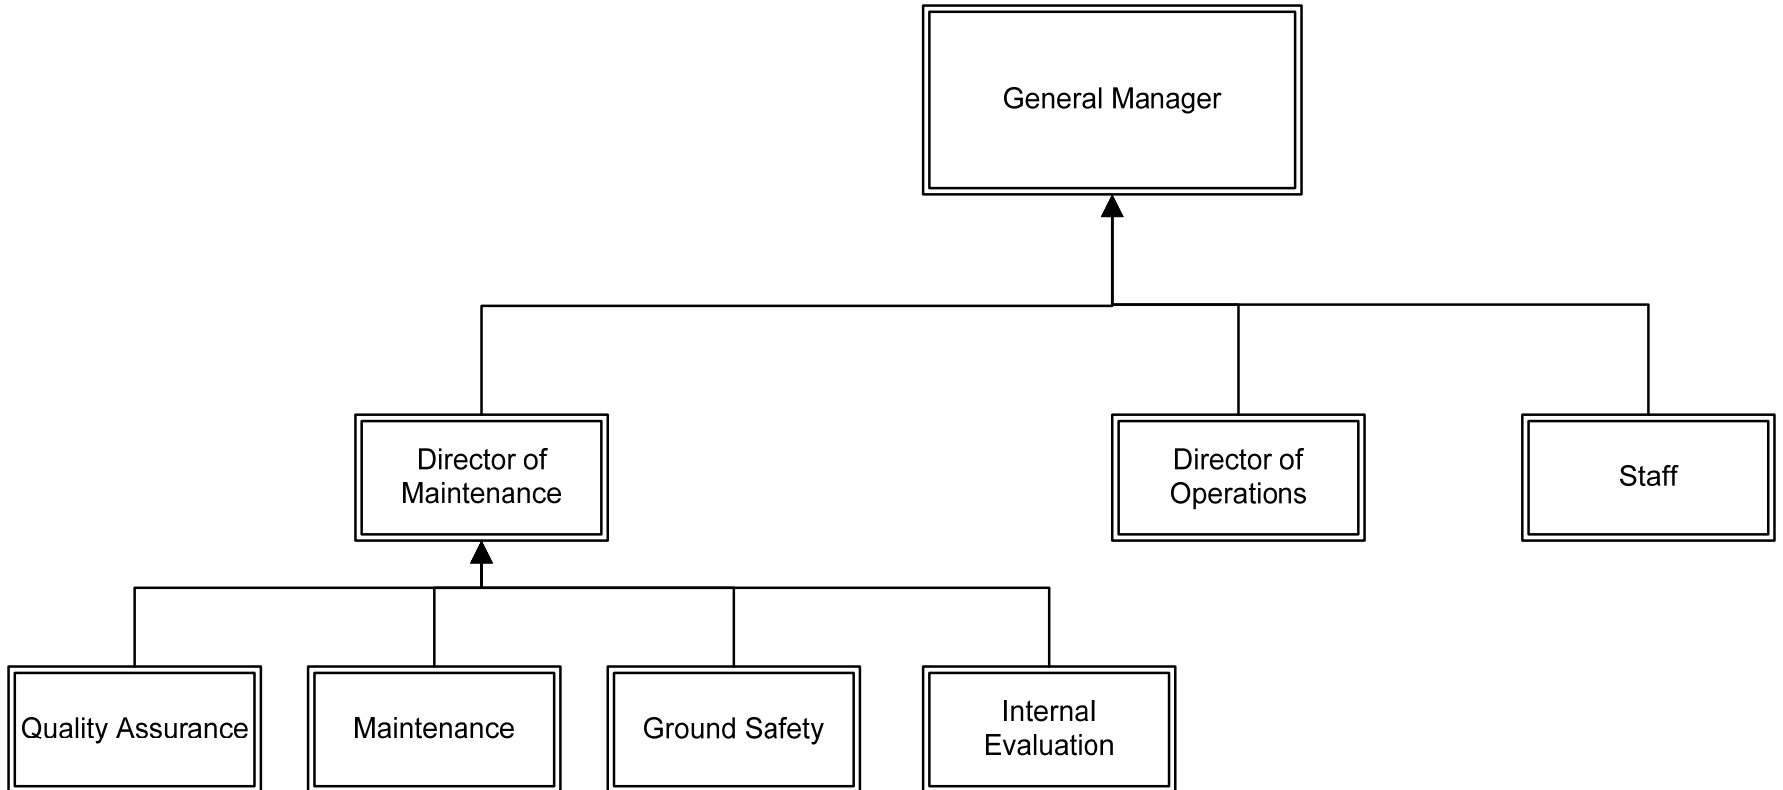 General Manager
Director of
Maintenance
Director of
Operations
Staff
Quality Assurance
Maintenance
Ground Safety
Internal
Evaluation